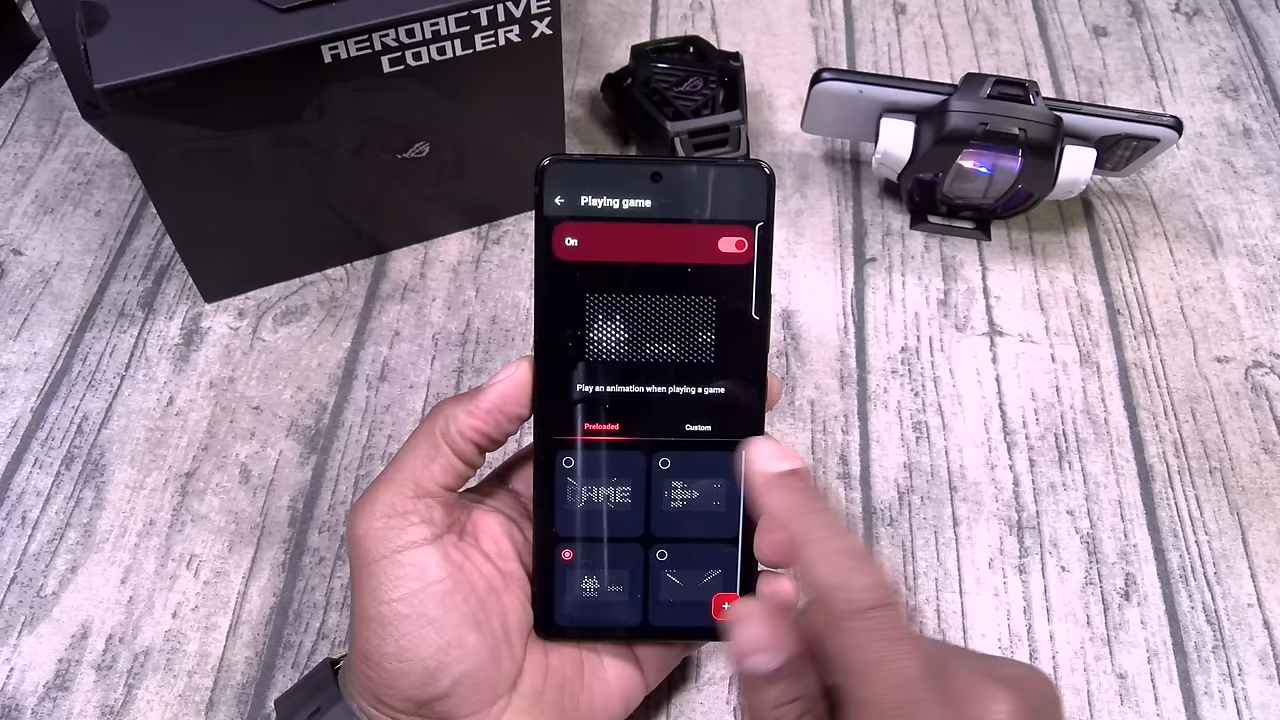 AEROACTIVE
COOLER X
Playing game
On
Play an animation when playing a game
Preloaded
Custom
GAME